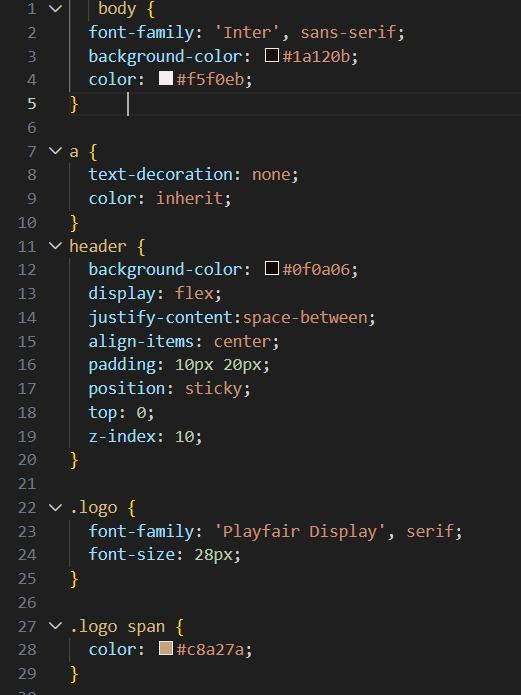 1 body {
2 font-family: 'Inter', sans-serif;
3 background-color: #1a120b;
4 color: #f5f0eb;
5 }
6
7 a {
8 text-decoration: none;
9 color: inherit;
10 }
11 header {
12 background-color: #0f0a06;
13 display: flex;
14 justify-content:space-between;
15 align-items: center;
16 padding: 10px 20px;
17 position: sticky;
18 top: 0;
19 z-index: 10;
20 }
21
22 .logo {
23 font-family: 'Playfair Display', serif;
24 font-size: 28px;
25 }
26
27 .logo span {
28 color: #c8a27a;
29 }